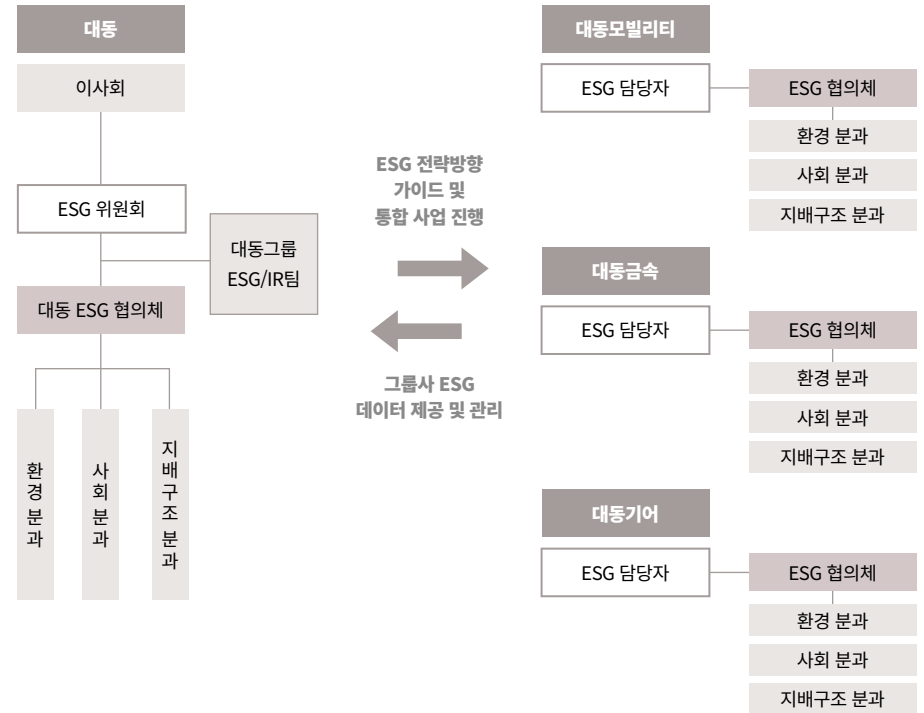 대동
이사회
ESG 위원회
대동그룹
ESG/IR팀
대동 ESG 협의체
환경 분과
사회 분과
지배구조 분과
ESG 전략방향
가이드 및
통합 사업 진행
그룹사 ESG
데이터 제공 및 관리
대동모빌리티
ESG 담당자
ESG 협의체
환경 분과
사회 분과
지배구조 분과
대동금속
ESG 담당자
ESG 협의체
환경 분과
사회 분과
지배구조 분과
대동기어
ESG 담당자
ESG 협의체
환경 분과
사회 분과
지배구조 분과